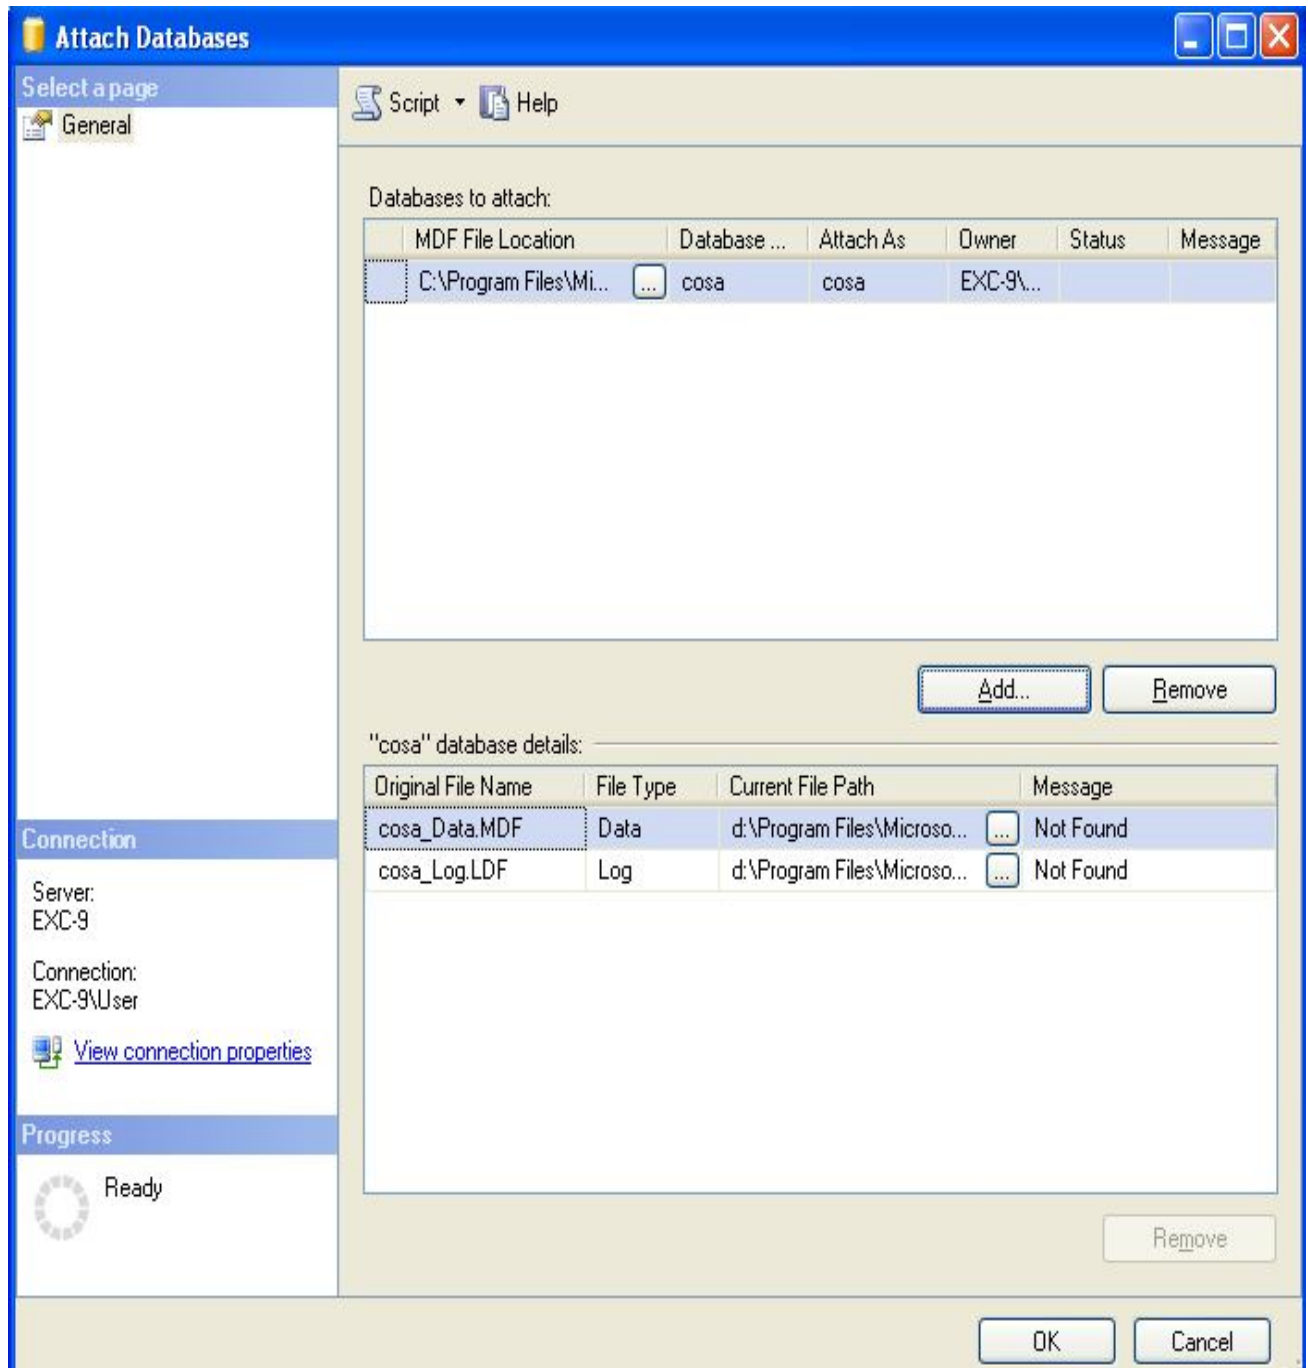 Attach Databases
Select a page
General
Script Help
Databases to attach:
MDF File Location Database ... Attach As Owner Status Message
C:\Program Files\Mi... ... cosa cosa EXC-9\...
Add... Remove
"cosa" database details:
Original File Name File Type Current File Path Message
cosa_Data.MDF Data d:\Program Files\Microso... ... Not Found
cosa_Log.LDF Log d:\Program Files\Microso... ... Not Found
Connection
Server:
EXC-9
Connection:
EXC-9\User
View connection properties
Progress
Ready
Remove
OK Cancel